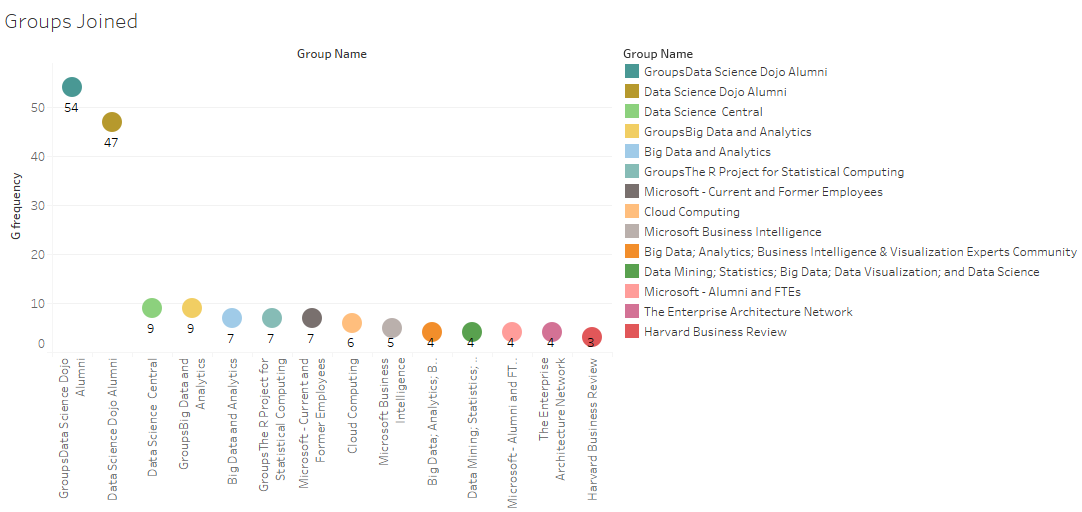 Groups Joined
Group Name
G frequency
50
40
30
20
10
0
54
47
9
9
7
7
7
6
5
4
4
4
4
3
GroupsData Science Dojo
Alumni
Data Science Dojo Alumni
Data Science Central
GroupsBig Data and
Analytics
Big Data and Analytics
GroupsThe R Project for
Statistical Computing
Microsoft - Current and
Former Employees
Cloud Computing
Microsoft Business
Intelligence
Big Data; Analytics; B..
Data Mining; Statistics; ..
Microsoft - Alumni and FT..
The Enterprise
Architecture Network
Harvard Business Review
Group Name
GroupsData Science Dojo Alumni
Data Science Dojo Alumni
Data Science Central
GroupsBig Data and Analytics
Big Data and Analytics
GroupsThe R Project for Statistical Computing
Microsoft - Current and Former Employees
Cloud Computing
Microsoft Business Intelligence
Big Data; Analytics; Business Intelligence & Visualization Experts Community
Data Mining; Statistics; Big Data; Data Visualization; and Data Science
Microsoft - Alumni and FTEs
The Enterprise Architecture Network
Harvard Business Review